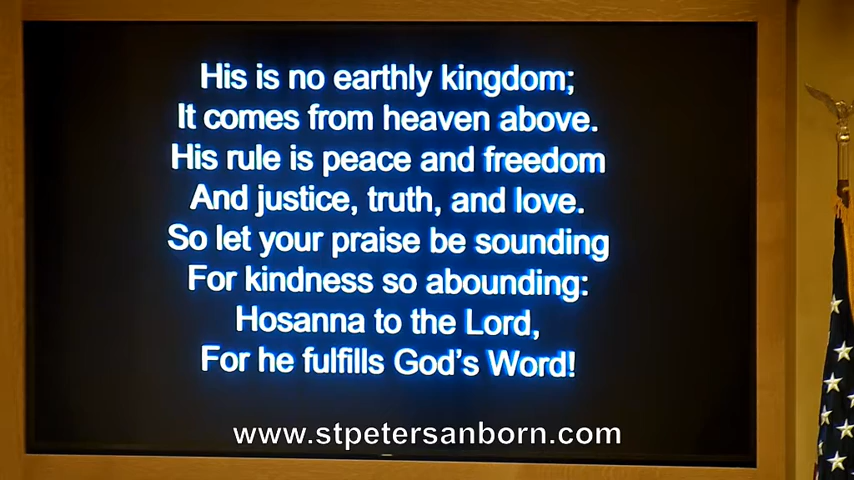 His is no earthly kingdom;
It comes from heaven above.
His rule is peace and freedom
And justice, truth, and love.
So let your praise be sounding
For kindness so abounding:
Hosanna to the Lord,
For he fulfills God's Word!
www.stpetersanborn.com